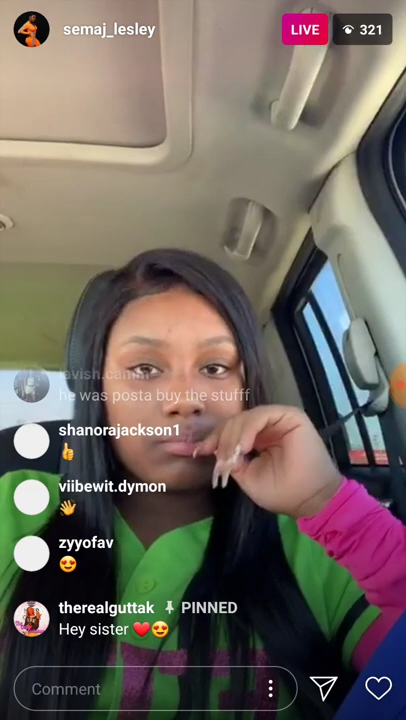 semaj_lesley
LIVE
321
he was posta buy the stufff
shanorajackson1
👍
viibewit.dymon
👋
zyyofav
😍
therealguttak PINNED
Hey sister ❤️😍
Comment